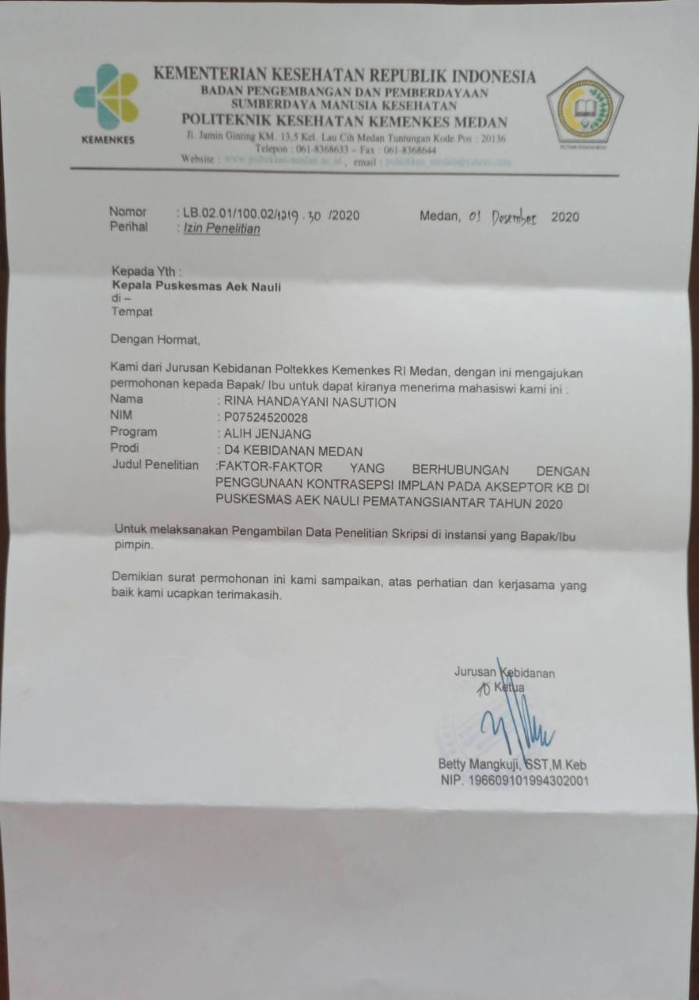 KEMENTERIAN KESEHATAN REPUBLIK INDONESIA
BADAN PENGEMBANGAN DAN PEMBERDAYAAN
SUMBERDAYA MANUSIA KESEHATAN
POLITEKNIK KESEHATAN KEMENKES MEDAN
Jl. Jamin Ginting KM. 13,5 Kel. Lau Cih Medan Tuntungan Kode Pos : 20136
Telepon : 061-8368633 – Fax : 061-8368644
Website : www.poltekkes-medan.ac.id , email : poltekkes_medan@yahoo.com
KEMENKES
Nomor : LB.02.01/100.02/1219.30 /2020 Medan, 01 Desember 2020
Perihal : Izin Penelitian
Kepada Yth :
Kepala Puskesmas Aek Nauli
di –
Tempat
Dengan Hormat,
Kami dari Jurusan Kebidanan Poltekkes Kemenkes RI Medan, dengan ini mengajukan
permohonan kepada Bapak/ Ibu untuk dapat kiranya menerima mahasiswi kami ini :
Nama : RINA HANDAYANI NASUTION
NIM : P07524520028
Program : ALIH JENJANG
Prodi : D4 KEBIDANAN MEDAN
Judul Penelitian :FAKTOR-FAKTOR YANG BERHUBUNGAN DENGAN
PENGGUNAAN KONTRASEPSI IMPLAN PADA AKSEPTOR KB DI
PUSKESMAS AEK NAULI PEMATANGSIANTAR TAHUN 2020
Untuk melaksanakan Pengambilan Data Penelitian Skripsi di instansi yang Bapak/Ibu
pimpin.
Demikian surat permohonan ini kami sampaikan, atas perhatian dan kerjasama yang
baik kami ucapkan terimakasih.
Jurusan Kebidanan
Ketua
Betty Mangkuji, SST,M.Keb
NIP. 196609101994302001